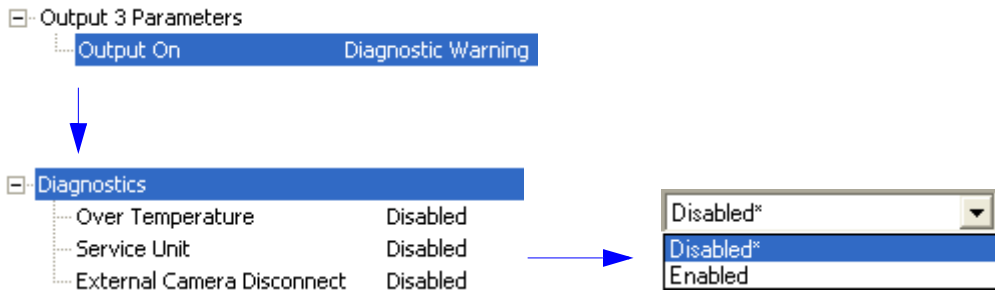 Output 3 Parameters
Output On Diagnostic Warning
Diagnostics
Over Temperature Disabled
Service Unit Disabled
External Camera Disconnect Disabled
Disabled*
Disabled*
Enabled